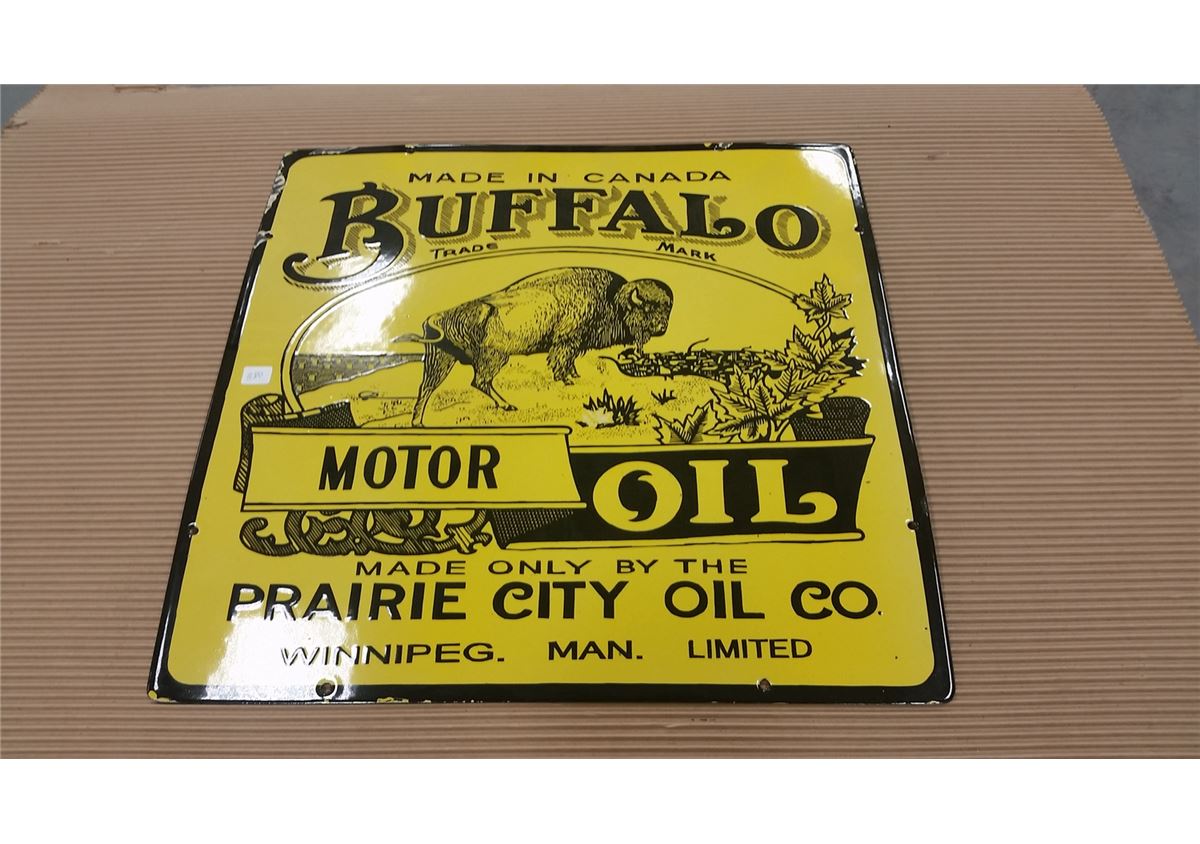 MADE IN CANADA
BUFFALO
TRADE MARK
MOTOR
OIL
MADE ONLY BY THE
PRAIRIE CITY OIL CO.
WINNIPEG. MAN. LIMITED